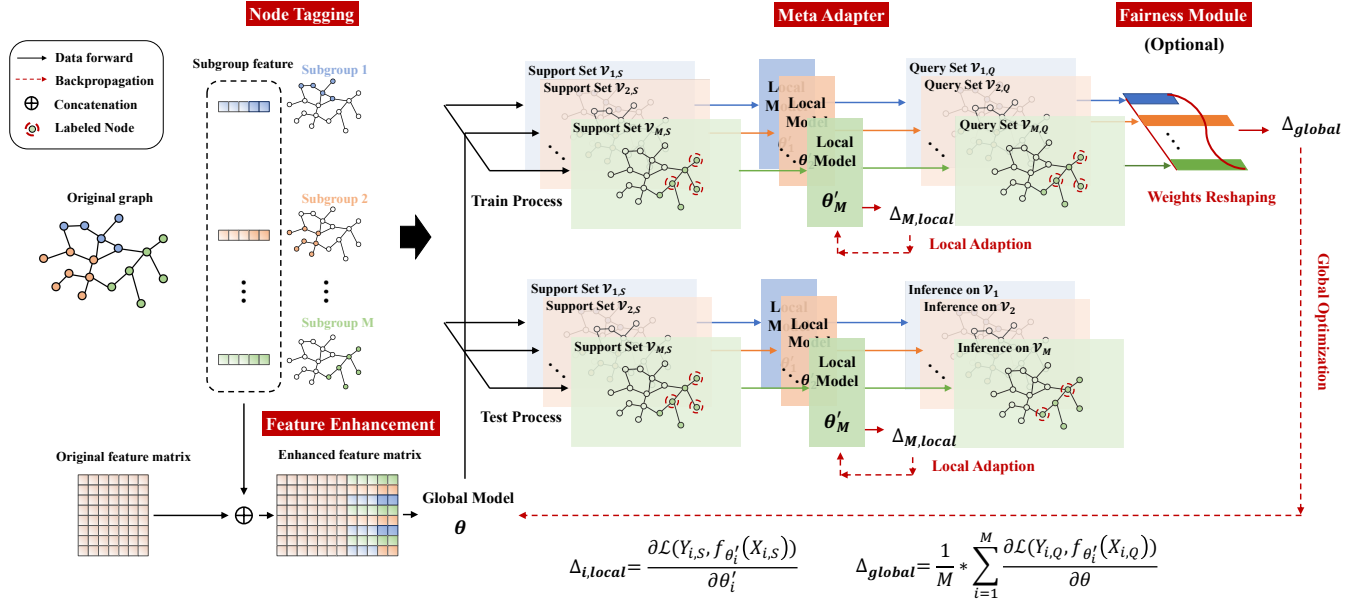 Node Tagging
Meta Adapter
Fairness Module
(Optional)
Data forward
Backpropagation
Concatenation
Labeled Node
Subgroup feature
Subgroup 1
Subgroup 2
Subgroup M
Original graph
Support Set 𝒱1,S
Support Set 𝒱2,S
Support Set 𝒱M,S
Train Process
Local
Model
θ′1
Local
Model
θ
Local
Model
θ′M
ΔM,local
Local Adaption
Query Set 𝒱1,Q
Query Set 𝒱2,Q
Query Set 𝒱M,Q
Weights Reshaping
Δglobal
Global Optimization
Support Set 𝒱1,S
Support Set 𝒱2,S
Support Set 𝒱M,S
Test Process
Local
Model
θ′1
Local
Model
θ
Local
Model
θ′M
ΔM,local
Local Adaption
Inference on 𝒱1
Inference on 𝒱2
Inference on 𝒱M
Feature Enhancement
Original feature matrix
Enhanced feature matrix
Global Model
θ
Δi,local = ∂ℒ(Yi,S, fθ′i(Xi,S)) / ∂θ′i
Δglobal = 1/M * ∑i=1M ∂ℒ(Yi,Q, fθ′i(Xi,Q)) / ∂θ